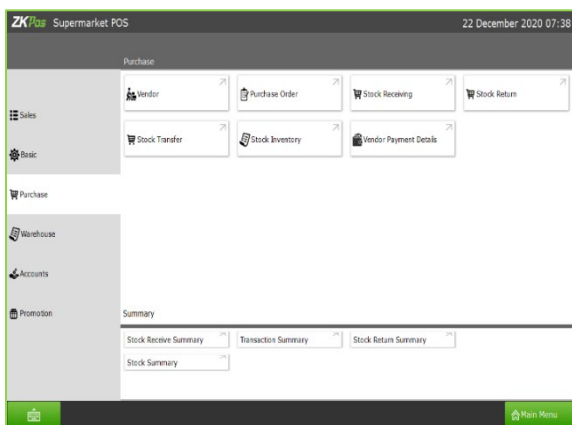 ZKPos Supermarket POS 22 December 2020 07:38
Purchase
Vendor Purchase Order Stock Receiving Stock Return
Sales
Stock Transfer Stock Inventory Vendor Payment Details
Basic
Purchase
Warehouse
Accounts
Promotion Summary
Stock Receive Summary Transaction Summary Stock Return Summary
Stock Summary
Main Menu